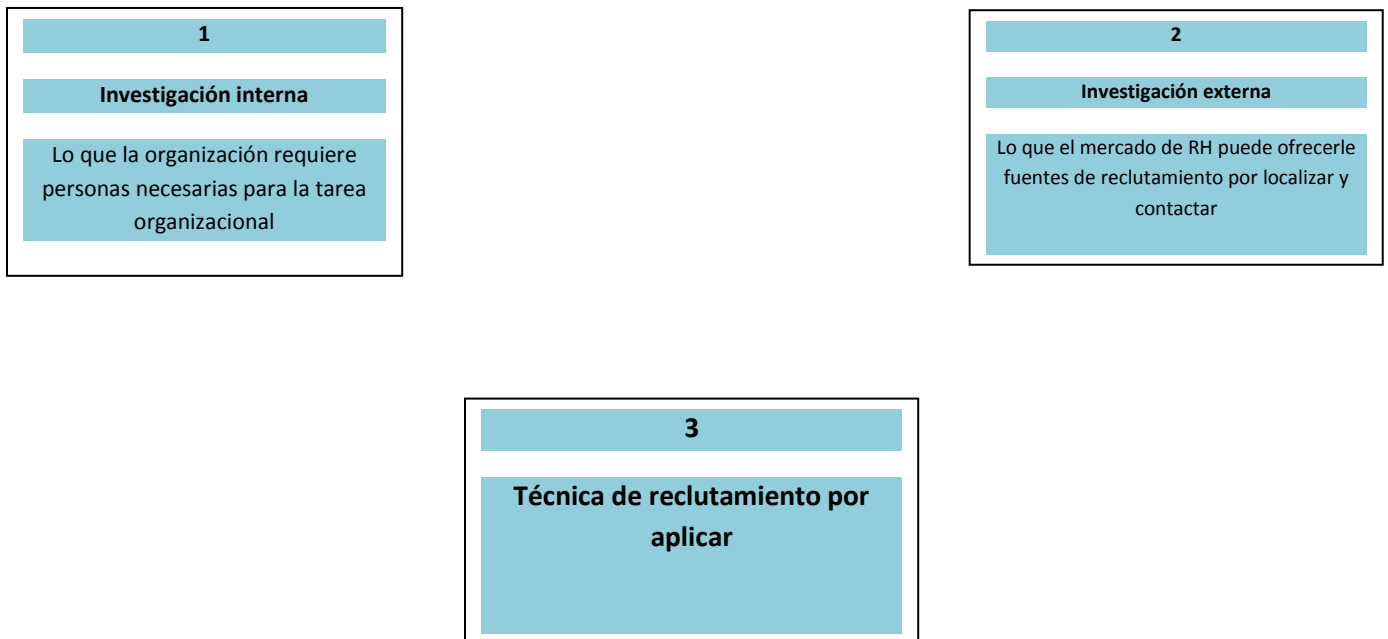 1
Investigación interna
Lo que la organización requiere
personas necesarias para la tarea
organizacional
2
Investigación externa
Lo que el mercado de RH puede ofrecerle
fuentes de reclutamiento por localizar y
contactar
3
Técnica de reclutamiento por
aplicar